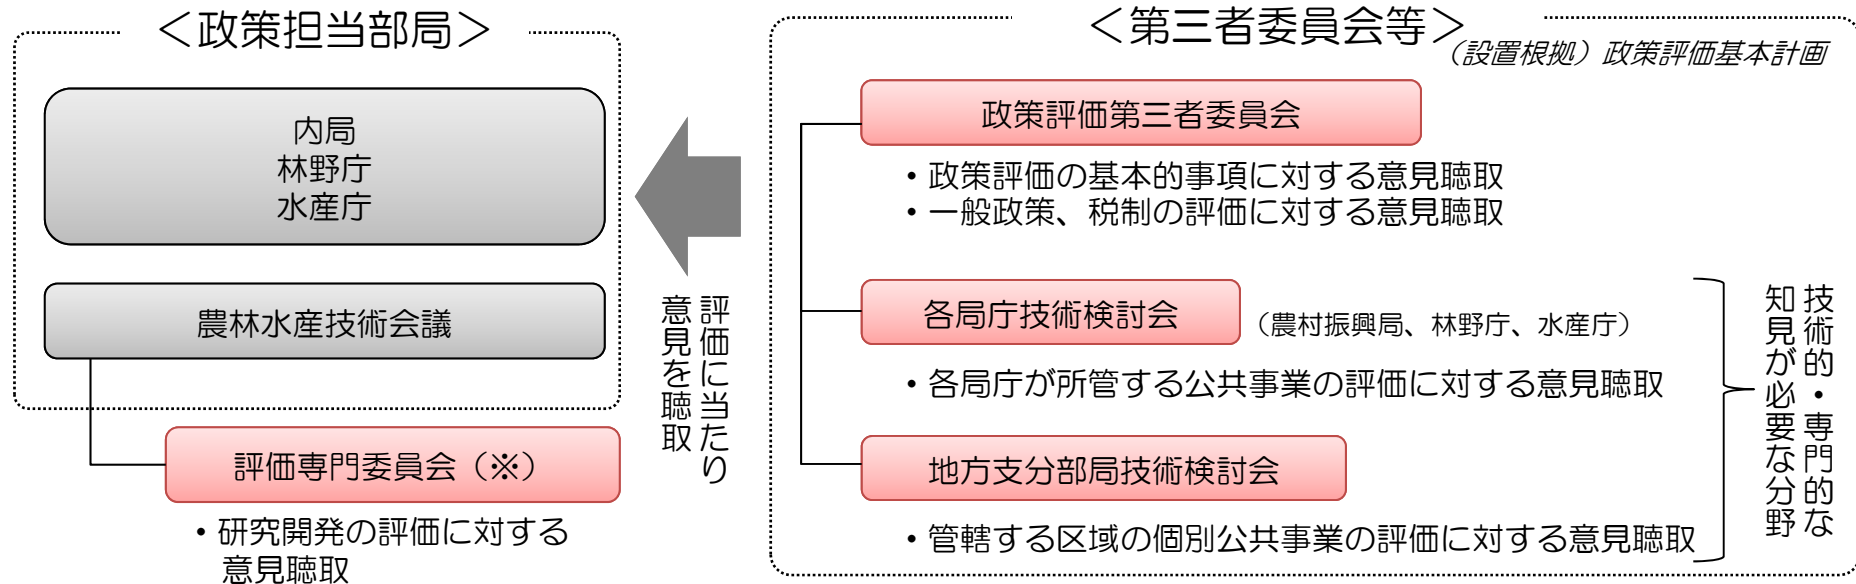 ＜政策担当部局＞
内局
林野庁
水産庁
農林水産技術会議
評価専門委員会（※）
・研究開発の評価に対する
意見聴取
評価に当たり
意見を聴取
＜第三者委員会等＞
（設置根拠）政策評価基本計画
政策評価第三者委員会
・政策評価の基本的事項に対する意見聴取
・一般政策、税制の評価に対する意見聴取
各局庁技術検討会
（農村振興局、林野庁、水産庁）
・各局庁が所管する公共事業の評価に対する意見聴取
地方支分部局技術検討会
・管轄する区域の個別公共事業の評価に対する意見聴取
技術的・専門的な
知見が必要な分野